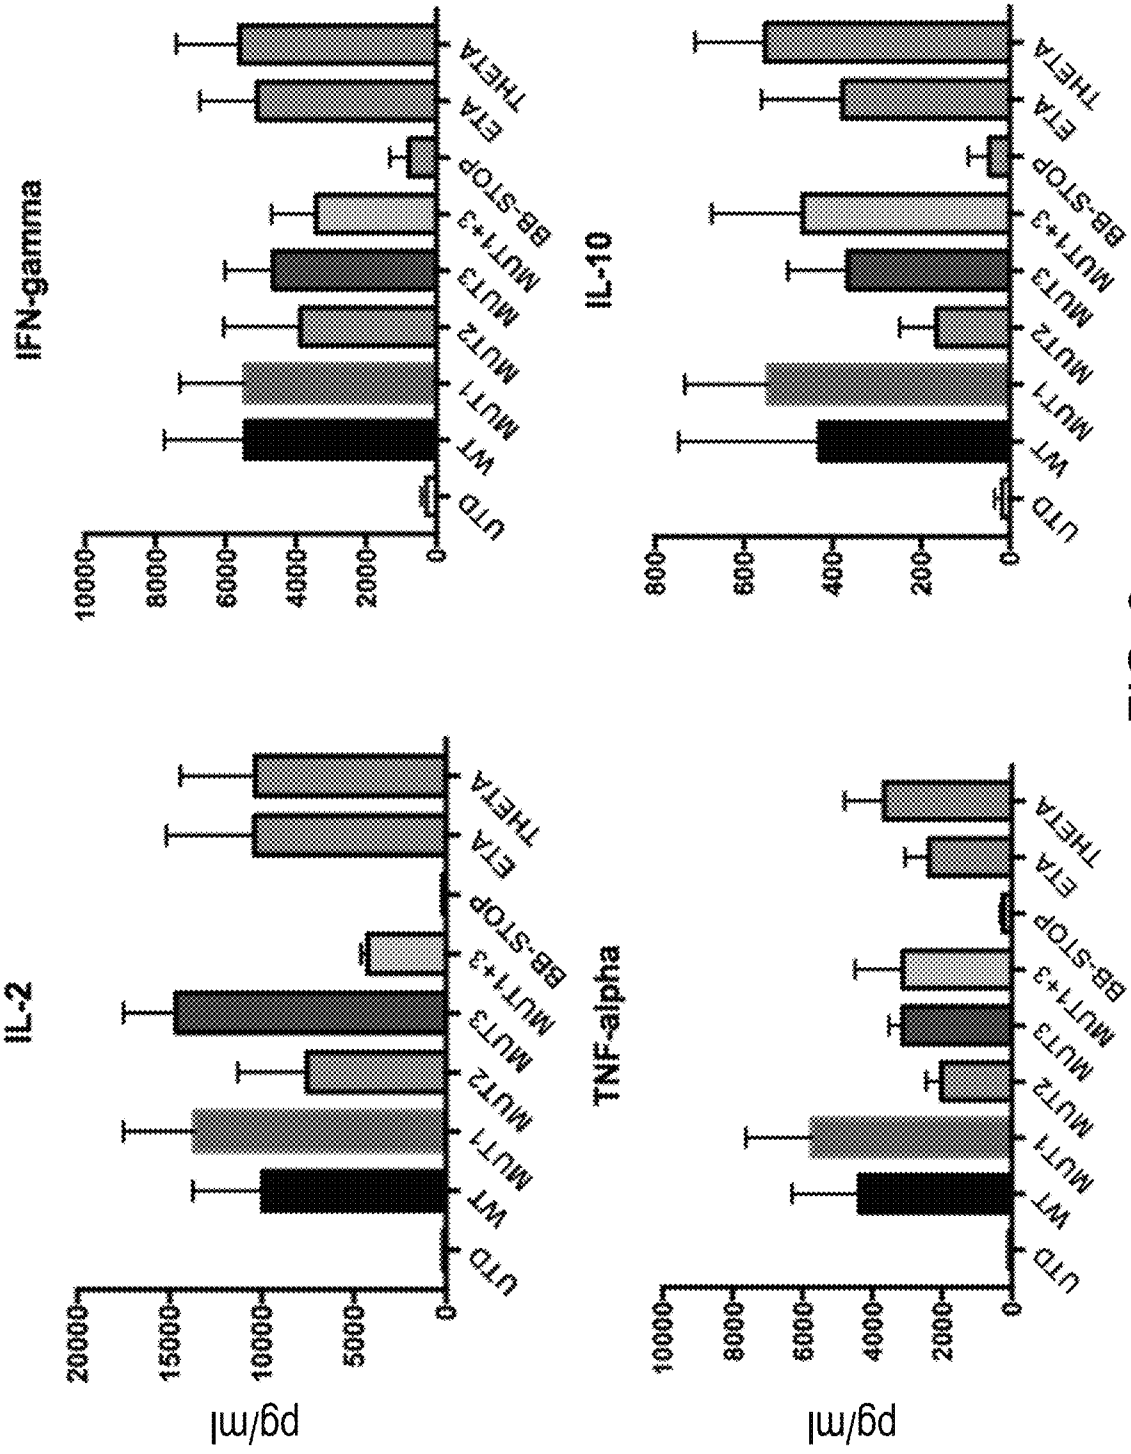 IL-2
pg/ml
20000
15000
10000
5000
0
UTD
WT
MUT1
MUT2
MUT3
MUT1+3
BB-STOP
ETA
THETA
IFN-gamma
10000
8000
6000
4000
2000
0
UTD
WT
MUT1
MUT2
MUT3
MUT1+3
BB-STOP
ETA
THETA
TNF-alpha
pg/ml
10000
8000
6000
4000
2000
0
UTD
WT
MUT1
MUT2
MUT3
MUT1+3
BB-STOP
ETA
THETA
IL-10
800
600
400
200
0
UTD
WT
MUT1
MUT2
MUT3
MUT1+3
BB-STOP
ETA
THETA